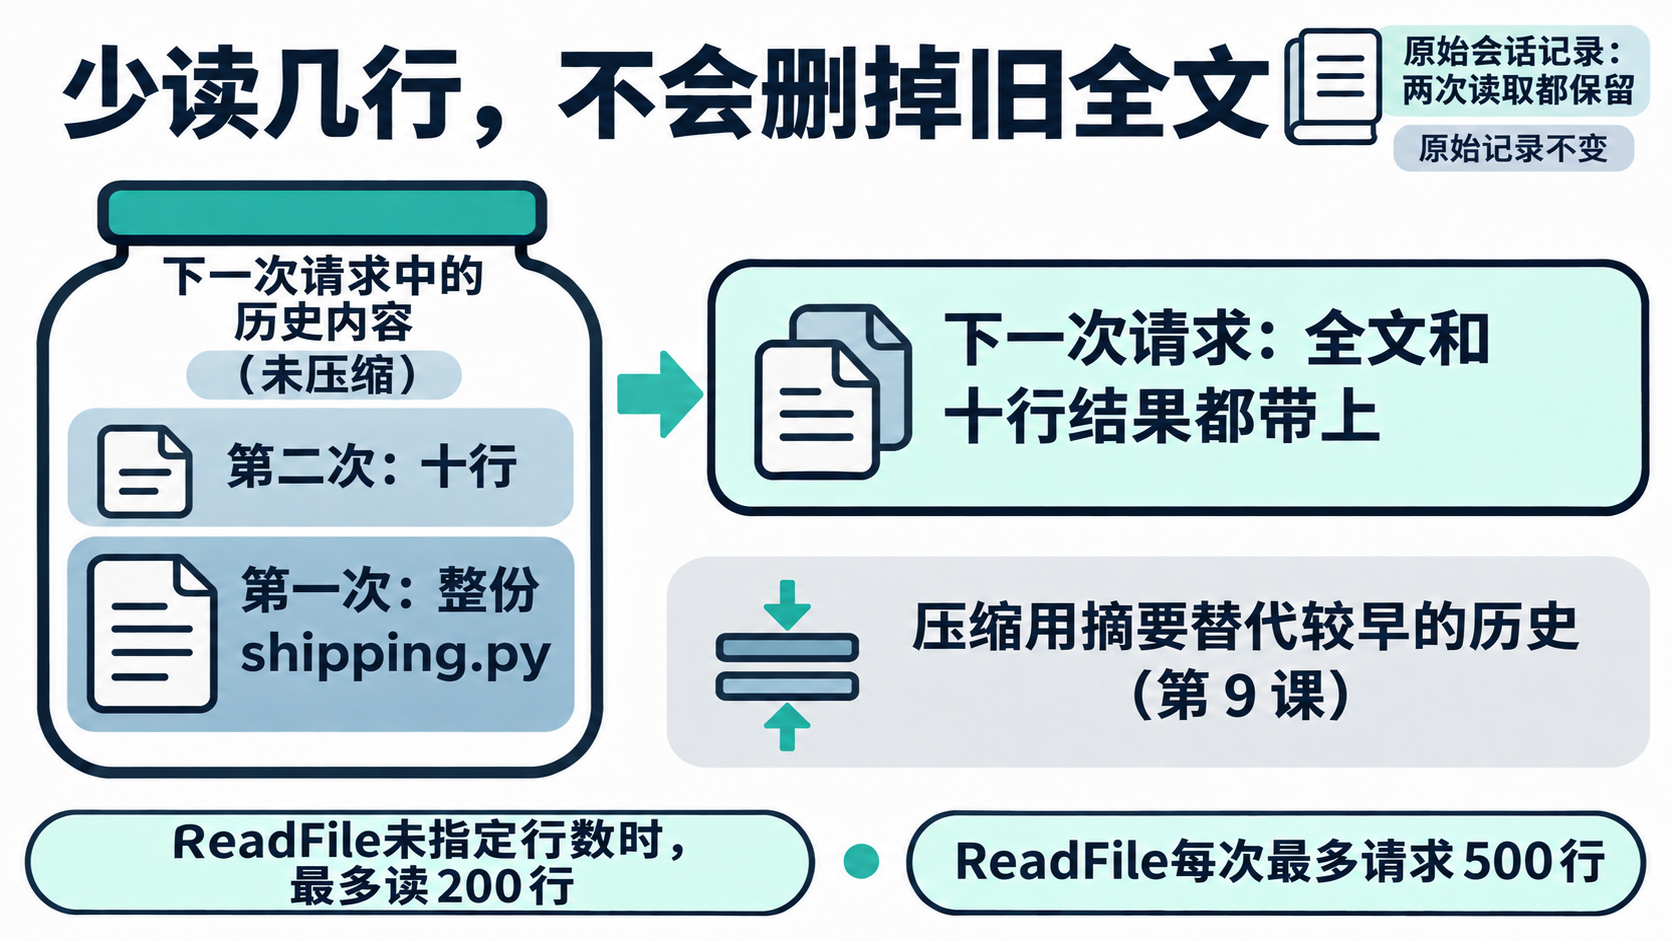 少读几行，不会删掉旧全文
原始会话记录：
两次读取都保留
原始记录不变
下一次请求中的
历史内容
（未压缩）
第二次：十行
第一次：整份
shipping.py
下一次请求：全文和
十行结果都带上
压缩用摘要替代较早的历史
（第 9 课）
ReadFile未指定行数时，
最多读200行
ReadFile每次最多请求500行